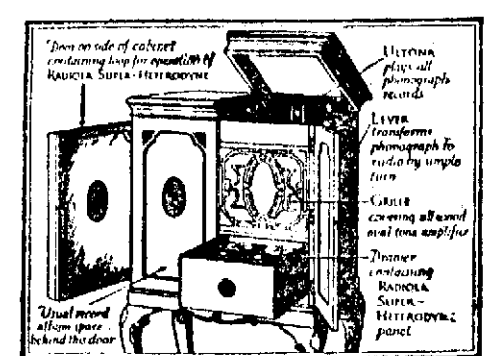 Door on side of cabinet
containing loop for operation of
RADIOLA SUPER-HETERODYNE
ULTONA
plays all
phonograph
records
LEVER
transforms
phonograph to
radio by simple
turn
GRILLE
covering all wood
oval tone amplifier
Drawer
containing
RADIOLA
SUPER-
HETERODYNE
panel
Usual record
album space
behind this door